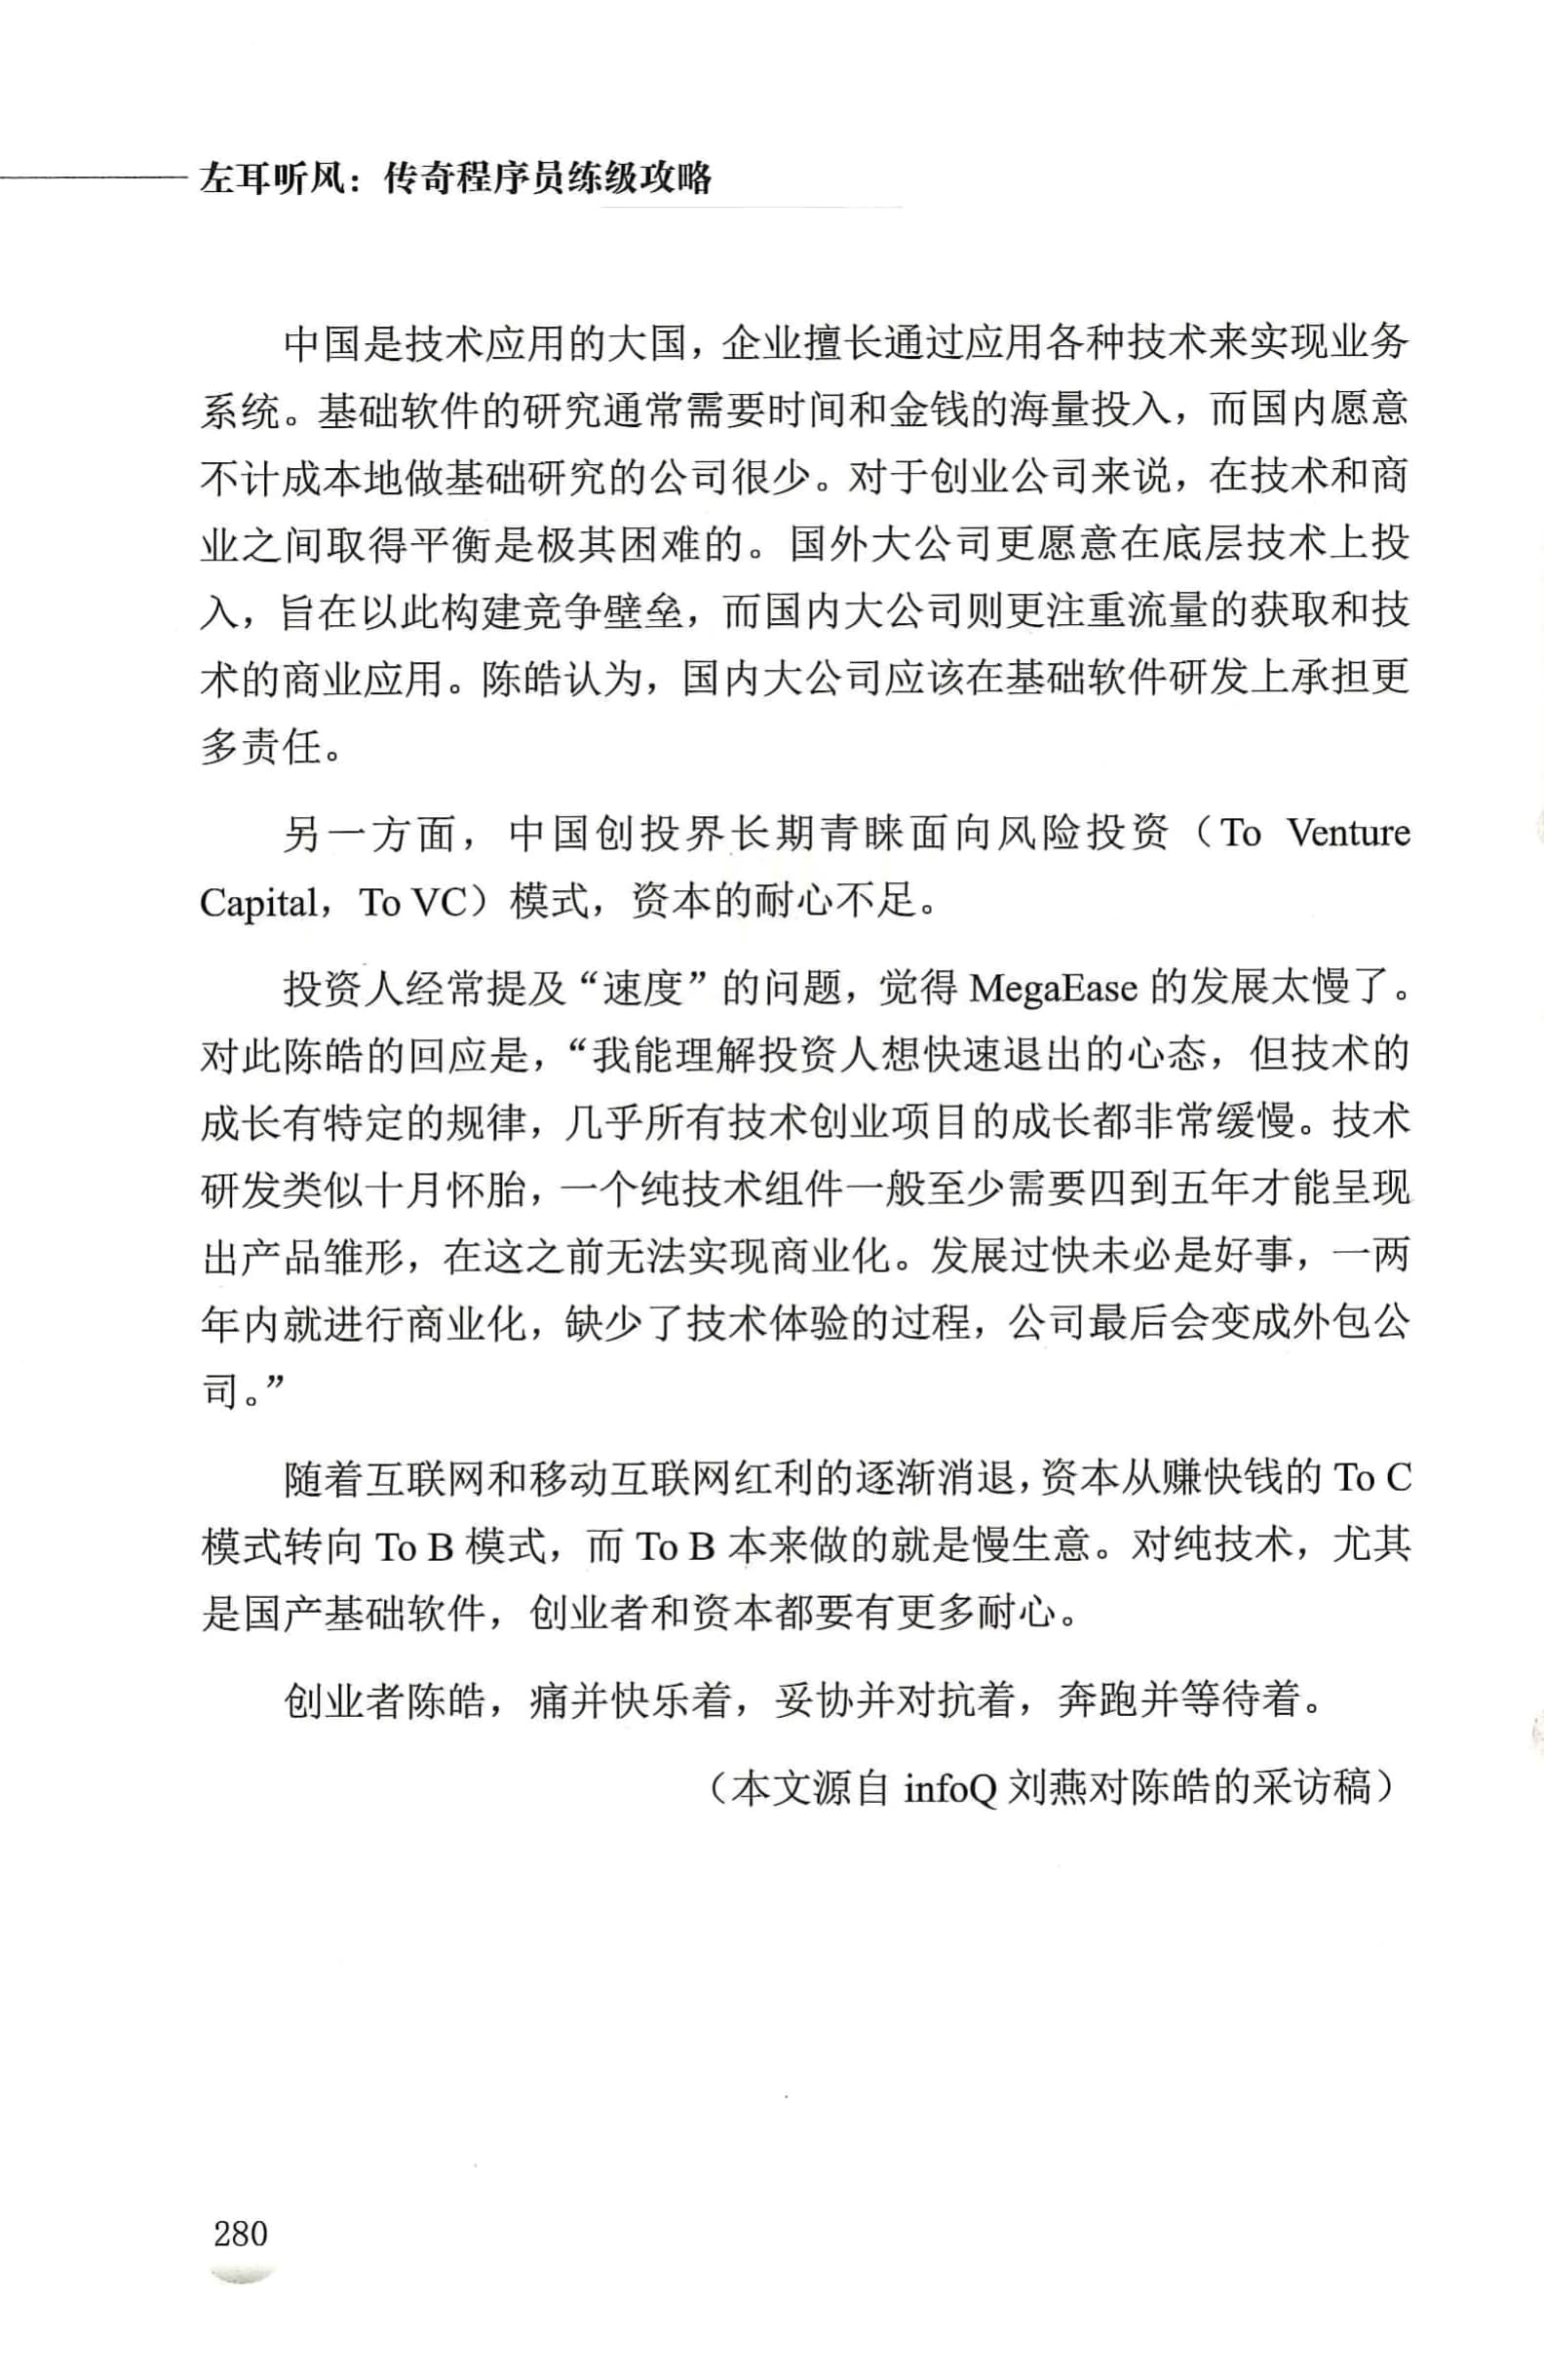 左耳听风：传奇程序员练级攻略
中国是技术应用的大国，企业擅长通过应用各种技术来实现业务
系统。基础软件的研究通常需要时间和金钱的海量投入，而国内愿意
不计成本地做基础研究的公司很少。对于创业公司来说，在技术和商
业之间取得平衡是极其困难的。国外大公司更愿意在底层技术上投
入，旨在以此构建竞争壁垒，而国内大公司则更注重流量的获取和技
术的商业应用。陈皓认为，国内大公司应该在基础软件研发上承担更
多责任。
另一方面，中国创投界长期青睐面向风险投资（To Venture
Capital，To VC）模式，资本的耐心不足。
投资人经常提及“速度”的问题，觉得 MegaEase 的发展太慢了。
对此陈皓的回应是，“我能理解投资人想快速退出的心态，但技术的
成长有特定的规律，几乎所有技术创业项目的成长都非常缓慢。技术
研发类似十月怀胎，一个纯技术组件一般至少需要四到五年才能呈现
出产品雏形，在这之前无法实现商业化。发展过快未必是好事，一两
年内就进行商业化，缺少了技术体验的过程，公司最后会变成外包公
司。”
随着互联网和移动互联网红利的逐渐消退，资本从赚快钱的 To C
模式转向 To B 模式，而 To B 本来做的就是慢生意。对纯技术，尤其
是国产基础软件，创业者和资本都要有更多耐心。
创业者陈皓，痛并快乐着，妥协并对抗着，奔跑并等待着。
（本文源自 infoQ 刘燕对陈皓的采访稿）
280